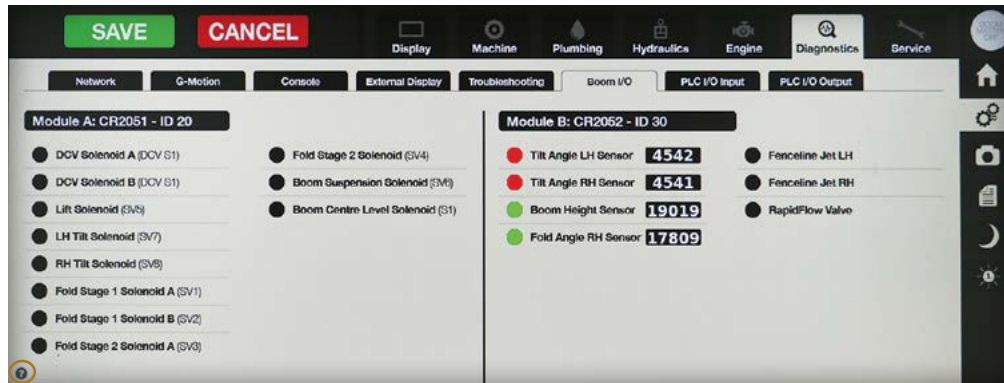 SAVE
CANCEL
Display
Machine
Plumbing
Hydraulics
Engine
Diagnostics
Service
Network
G-Motion
Console
External Display
Troubleshooting
Boom I/O
PLC I/O Input
PLC I/O Output
Module A: CR2051 - ID 20
DCV Solenoid A (DCV S1)
DCV Solenoid B (DCV S1)
Lift Solenoid (SV5)
LH Tilt Solenoid (SV7)
RH Tilt Solenoid (SV8)
Fold Stage 1 Solenoid A (SV1)
Fold Stage 1 Solenoid B (SV2)
Fold Stage 2 Solenoid A (SV3)
Fold Stage 2 Solenoid (SV4)
Boom Suspension Solenoid (SV6)
Boom Centre Level Solenoid (S1)
Module B: CR2052 - ID 30
Tilt Angle LH Sensor 4542
Tilt Angle RH Sensor 4541
Boom Height Sensor 19019
Fold Angle RH Sensor 17809
Fenceline Jet LH
Fenceline Jet RH
RapidFlow Valve
?
1